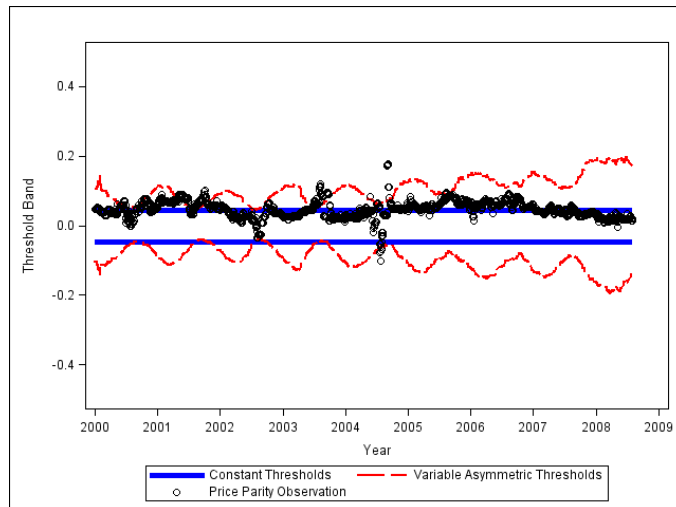 Threshold Band
0.4
0.2
0.0
-0.2
-0.4
2000 2001 2002 2003 2004 2005 2006 2007 2008 2009
Year
Constant Thresholds Variable Asymmetric Thresholds
Price Parity Observation